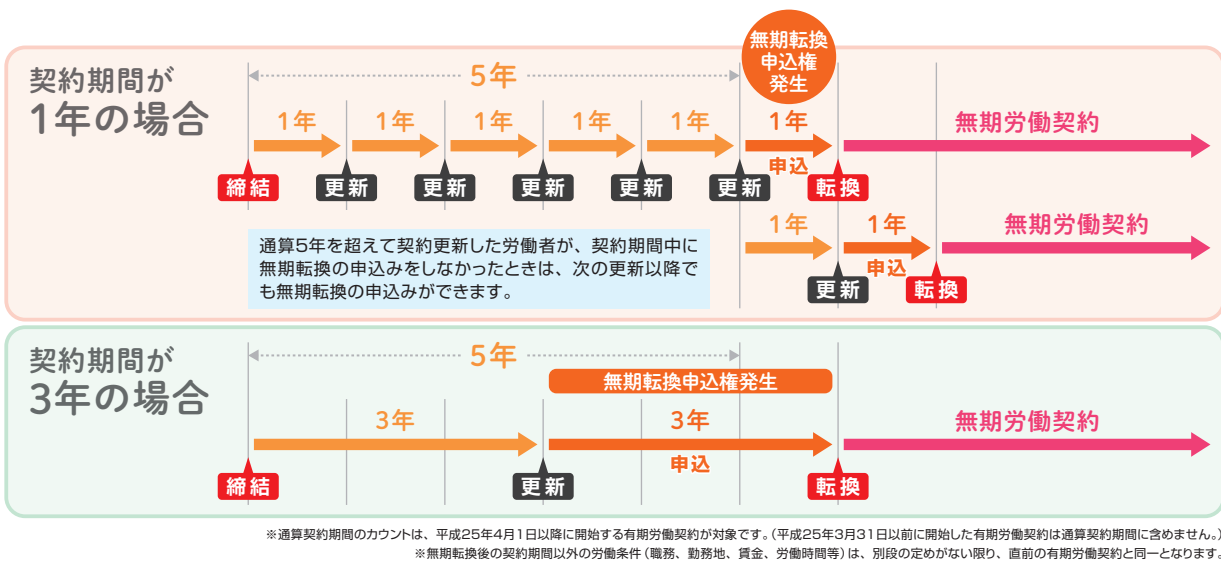 無期転換
申込権
発生
契約期間が
1年の場合
5年
1年 1年 1年 1年 1年 1年 無期労働契約
申込
締結 更新 更新 更新 更新 更新 転換
通算5年を超えて契約更新した労働者が、契約期間中に
無期転換の申込みをしなかったときは、次の更新以降で
も無期転換の申込みができます。
1年 1年 無期労働契約
申込
更新 転換
契約期間が
3年の場合
5年
無期転換申込権発生
3年 3年 無期労働契約
申込
締結 更新 転換
※通算契約期間のカウントは、平成25年4月1日以降に開始する有期労働契約が対象です。(平成25年3月31日以前に開始した有期労働契約は通算契約期間に含めません。)
※無期転換後の契約期間以外の労働条件(職務、勤務地、賃金、労働時間等)は、別段の定めがない限り、直前の有期労働契約と同一となります。